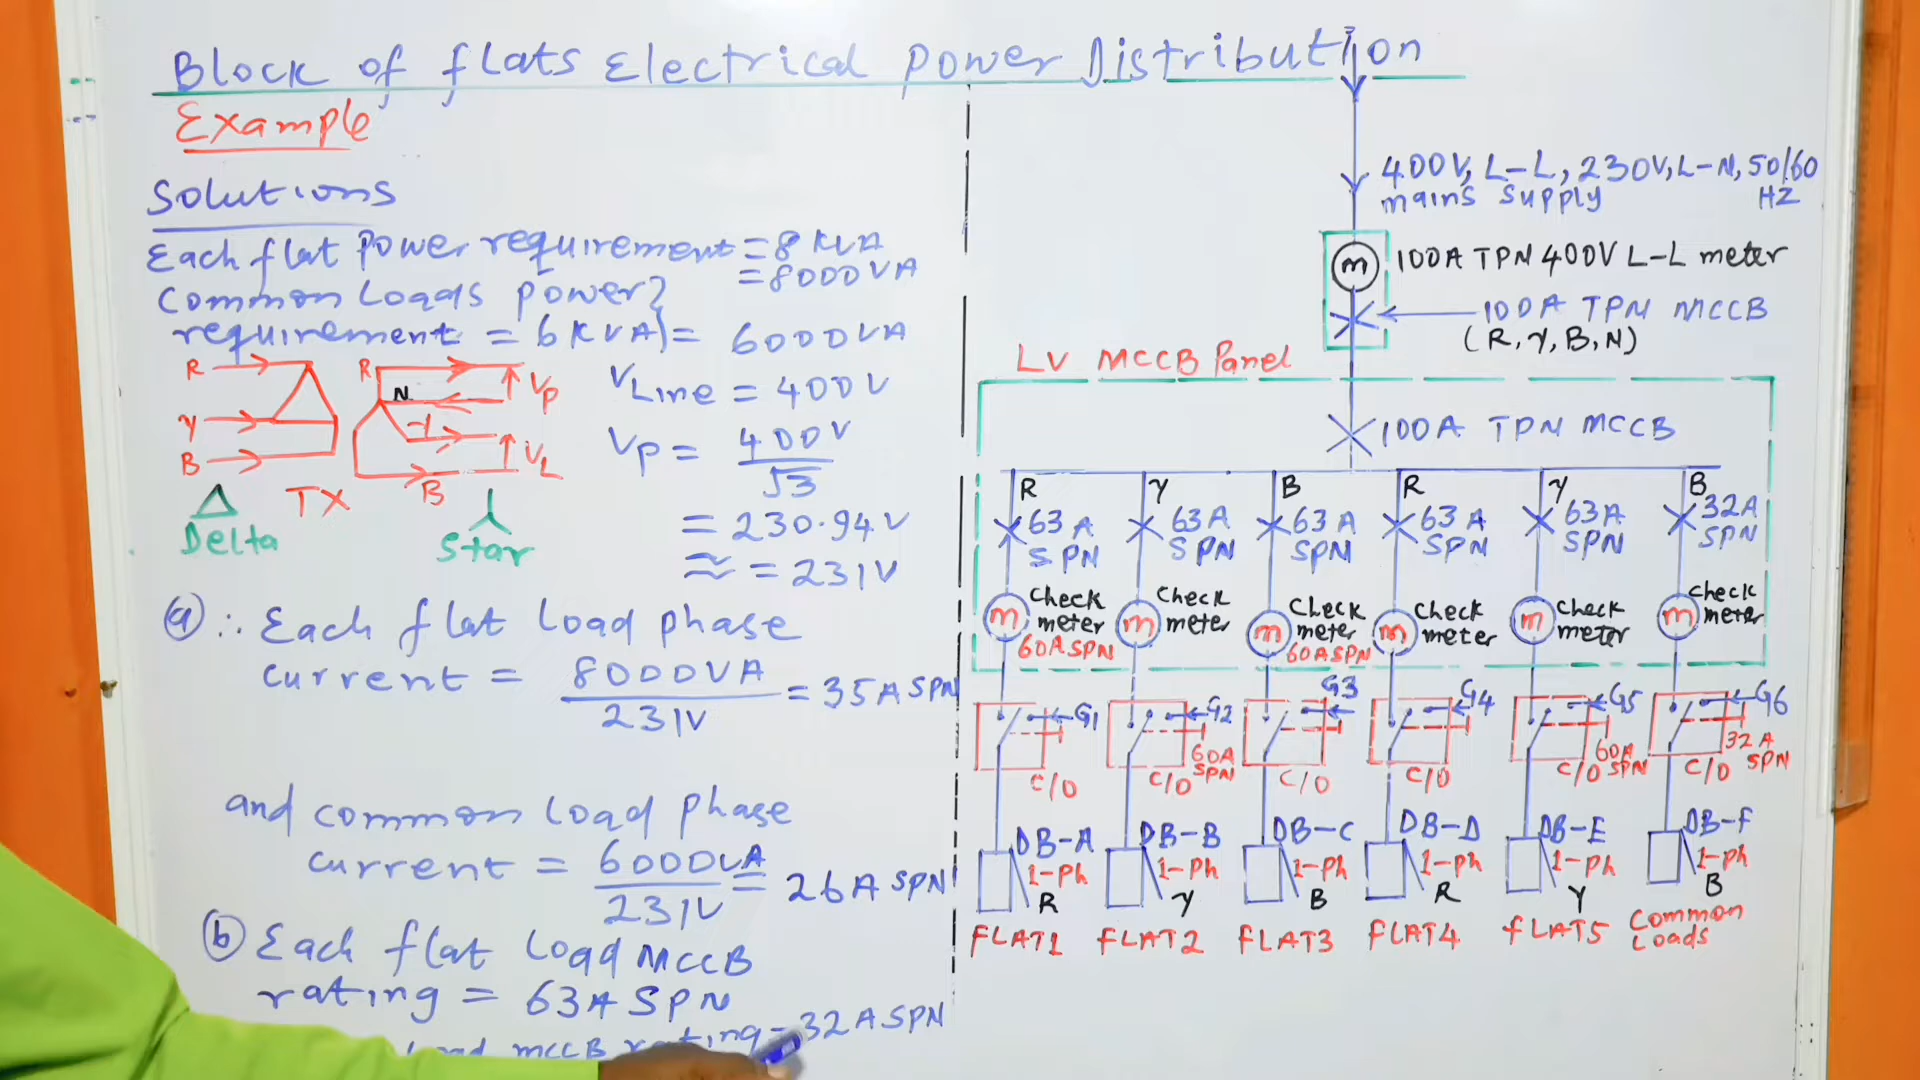 Block of flats Electrical Power Distribution
Example
Solutions
Each flat Power requirement = 8 KVA
= 8000VA
Common Loads power
requirement = 6KVA = 6000VA
R
Y
B
Delta
TX
R
N
Y
B
Vp
VL
Star
VLine = 400V
Vp = 400V
√3
= 230.94V
≈ = 231V
(a) ∴ Each flat Load phase
current = 8000VA = 35A SPN
231V
and common Load phase
current = 6000VA = 26A SPN
231V
(b) Each flat Load MCCB
rating = 63A SPN
Load MCCB rating = 32A SPN
400V, L-L, 230V, L-N, 50/60
mains supply HZ
m 100A TPN 400V L-L meter
100A TPN MCCB
(R, Y, B, N)
LV MCCB Panel
100A TPN MCCB
R Y B R Y B
63A 63A 63A 63A 63A 32A
SPN SPN SPN SPN SPN SPN
m m m m m m
Check Check Check Check Check Check
meter meter meter meter meter meter
60A SPN 60A SPN
G1 G2 G3 G4 G5 G6
60A SPN 60A SPN 32A SPN
C/O C/O C/O C/O C/O C/O
DB-A DB-B DB-C DB-D DB-E DB-F
1-Ph 1-Ph 1-Ph 1-Ph 1-Ph 1-Ph
R Y B R Y B
FLAT1 FLAT2 FLAT3 FLAT4 FLAT5 Common
Loads